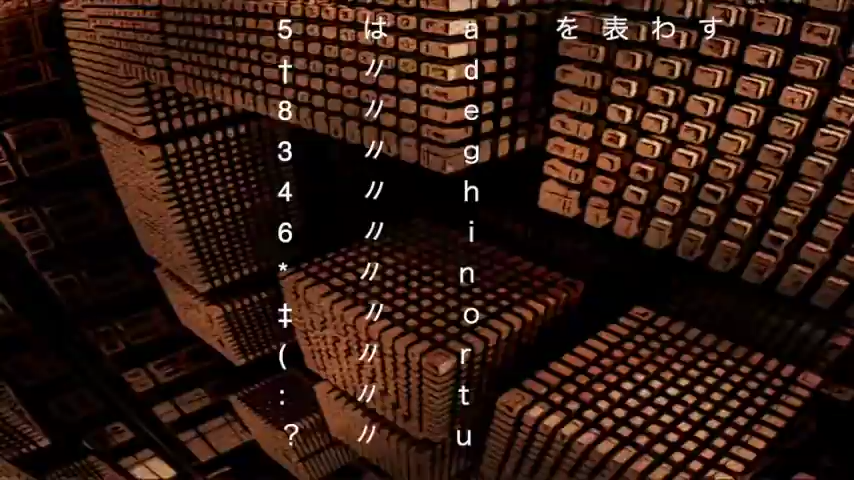 5 は a を表わす
† 〃 d
8 〃 e
3 〃 g
4 〃 h
6 〃 i
* 〃 n
‡ 〃 o
( 〃 r
: 〃 t
? 〃 u